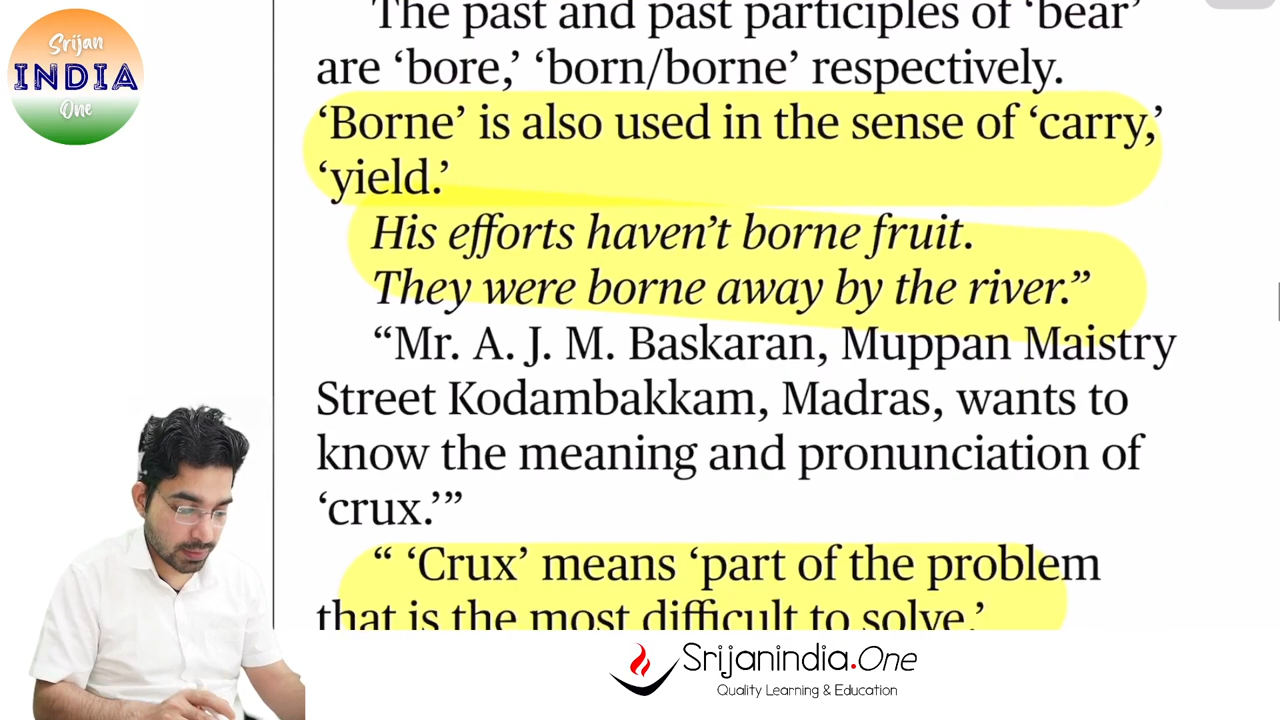 Srijan
INDIA
One
The past and past participles of ‘bear’
are ‘bore,’ ‘born/borne’ respectively.
‘Borne’ is also used in the sense of ‘carry,’
‘yield.’
His efforts haven’t borne fruit.
They were borne away by the river.”
“Mr. A. J. M. Baskaran, Muppan Maistry
Street Kodambakkam, Madras, wants to
know the meaning and pronunciation of
‘crux.’”
“ ‘Crux’ means ‘part of the problem
that is the most difficult to solve.’
Srijanindia.One
Quality Learning & Education